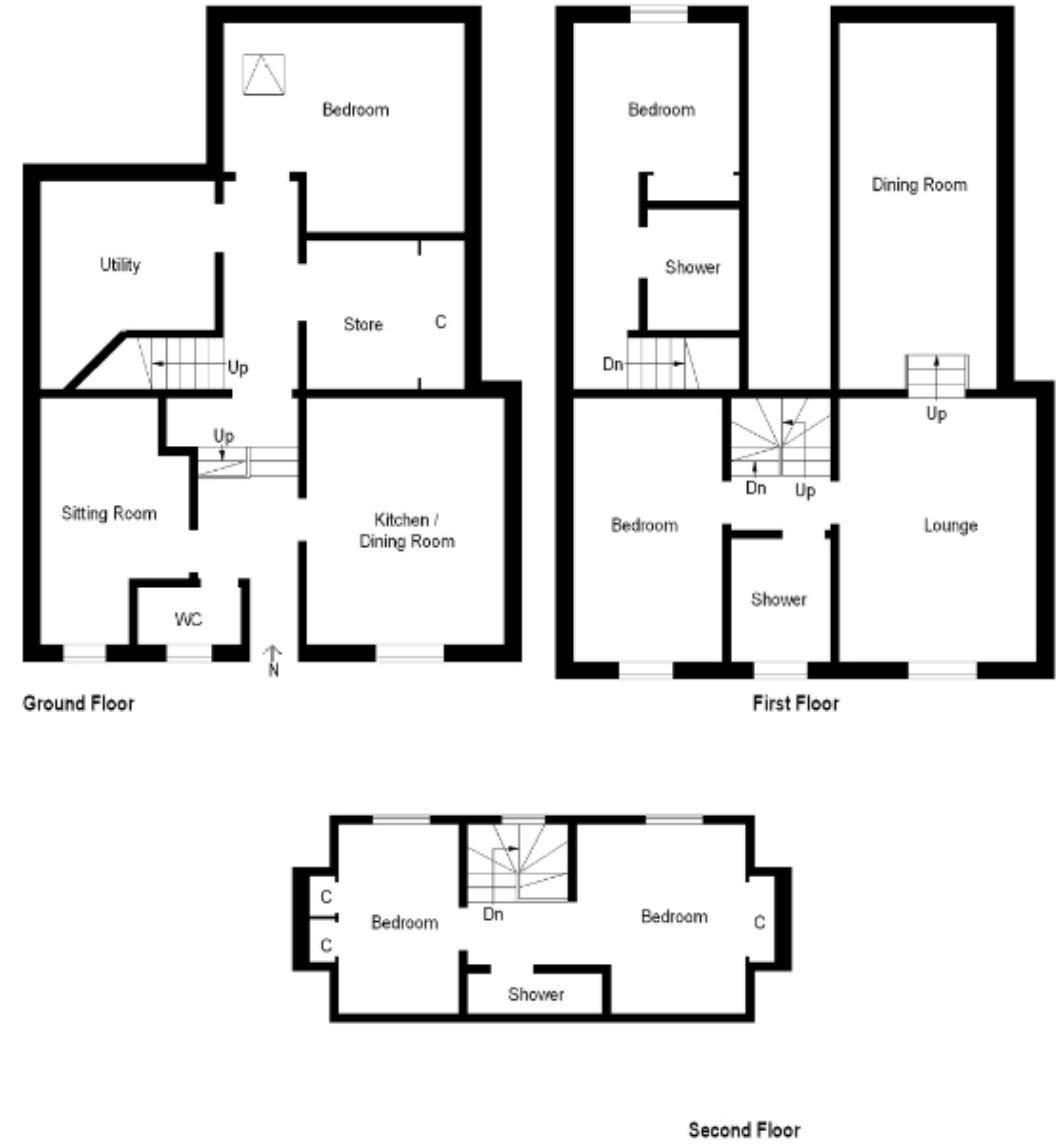 Bedroom
Utility
Store
C
Up
Up
Sitting Room
Kitchen /
Dining Room
WC
N
Ground Floor
Bedroom
Dining Room
Shower
Dn
Up
Dn
Up
Bedroom
Lounge
Shower
First Floor
C
C
Bedroom
Dn
Bedroom
C
Shower
Second Floor